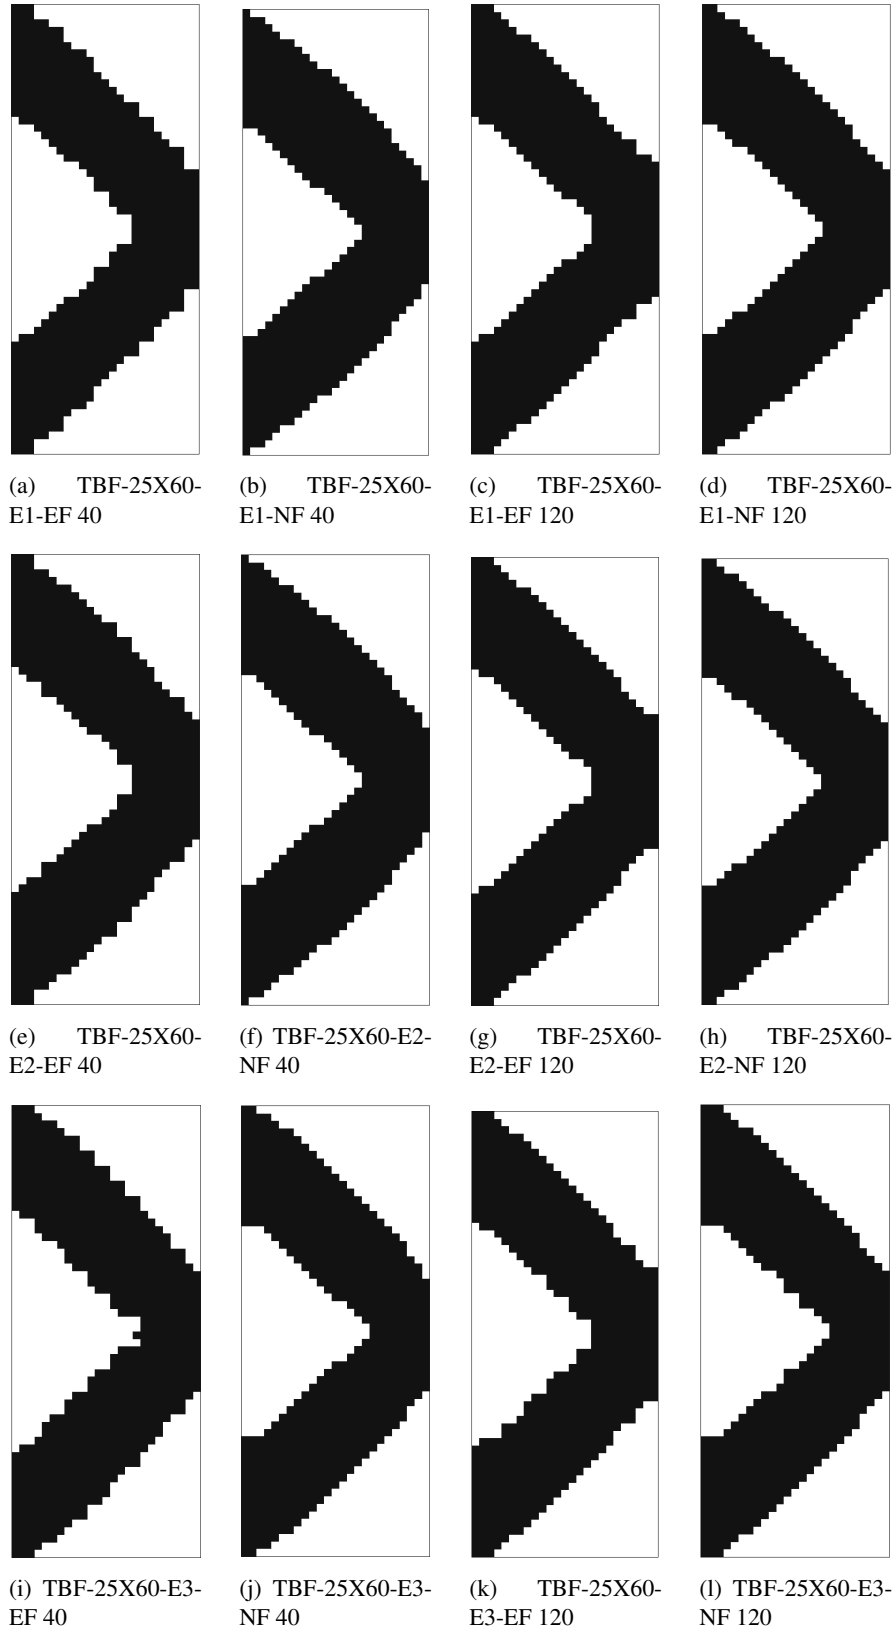 (a) TBF-25X60-
E1-EF 40
(b) TBF-25X60-
E1-NF 40
(c) TBF-25X60-
E1-EF 120
(d) TBF-25X60-
E1-NF 120
(e) TBF-25X60-
E2-EF 40
(f) TBF-25X60-E2-
NF 40
(g) TBF-25X60-
E2-EF 120
(h) TBF-25X60-
E2-NF 120
(i) TBF-25X60-E3-
EF 40
(j) TBF-25X60-E3-
NF 40
(k) TBF-25X60-
E3-EF 120
(l) TBF-25X60-E3-
NF 120